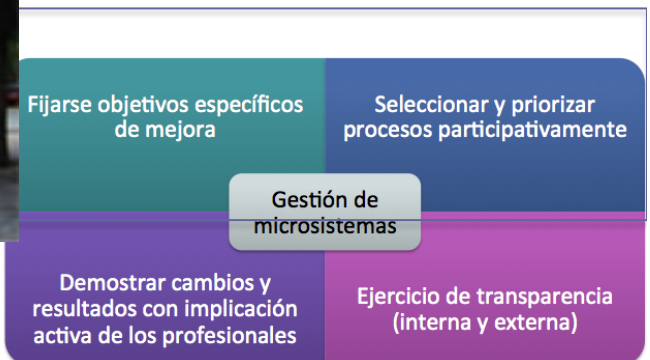 Fijarse objetivos específicos
de mejora
Seleccionar y priorizar
procesos participativamente
Gestión de
microsistemas
Demostrar cambios y
resultados con implicación
activa de los profesionales
Ejercicio de transparencia
(interna y externa)